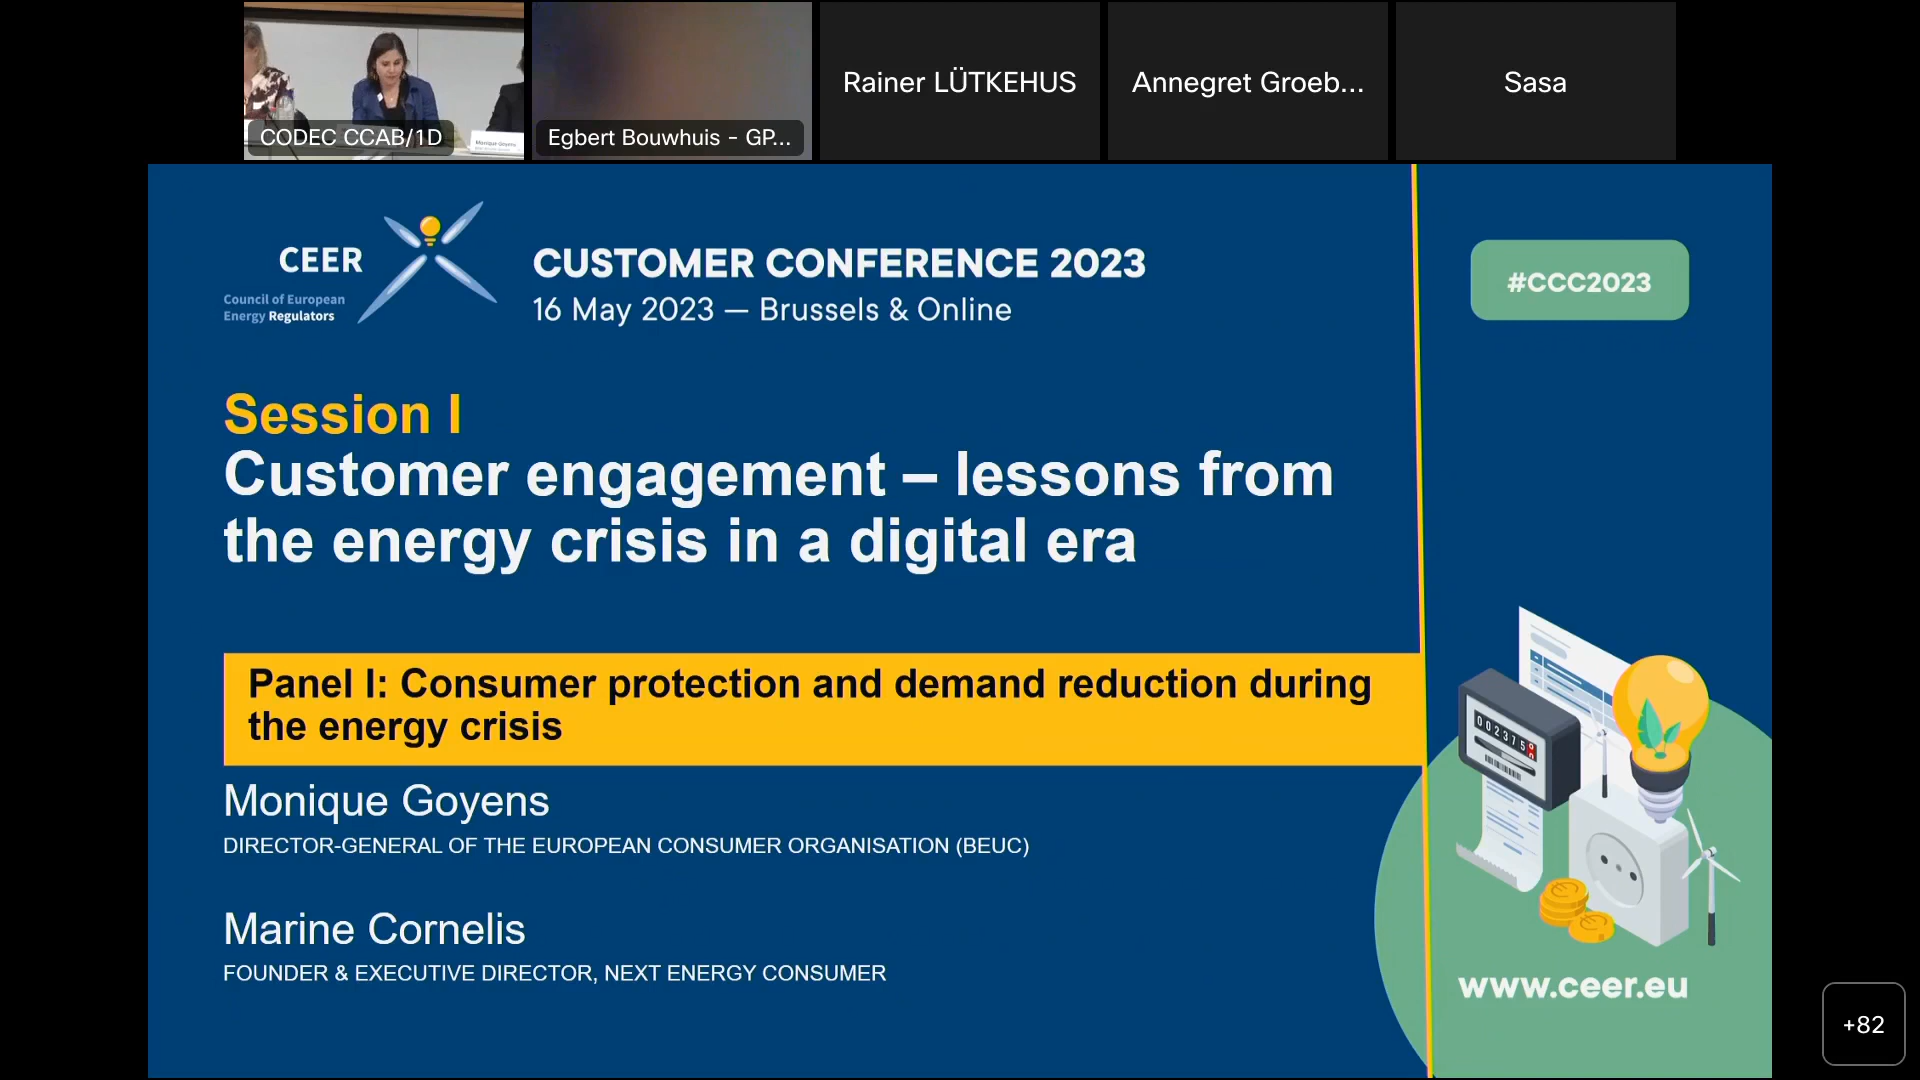 CODEC CCAB/1D
Egbert Bouwhuis - GP...
Rainer LÜTKEHUS
Annegret Groeb...
Sasa
CEER
Council of European
Energy Regulators
CUSTOMER CONFERENCE 2023
16 May 2023 — Brussels & Online
#CCC2023
Session I
Customer engagement – lessons from
the energy crisis in a digital era
Panel I: Consumer protection and demand reduction during
the energy crisis
Monique Goyens
DIRECTOR-GENERAL OF THE EUROPEAN CONSUMER ORGANISATION (BEUC)
Marine Cornelis
FOUNDER & EXECUTIVE DIRECTOR, NEXT ENERGY CONSUMER
www.ceer.eu
+82